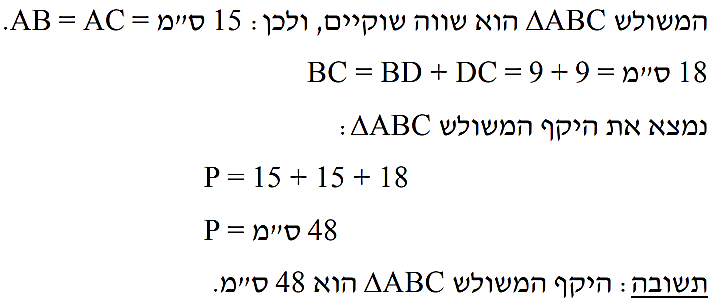 המשולש ΔABC הוא שווה שוקיים, ולכן: AB = AC = 15 ס״מ.
BC = BD + DC = 9 + 9 = 18 ס״מ
נמצא את היקף המשולש ΔABC:
P = 15 + 15 + 18
P = 48 ס״מ
תשובה: היקף המשולש ΔABC הוא 48 ס״מ.